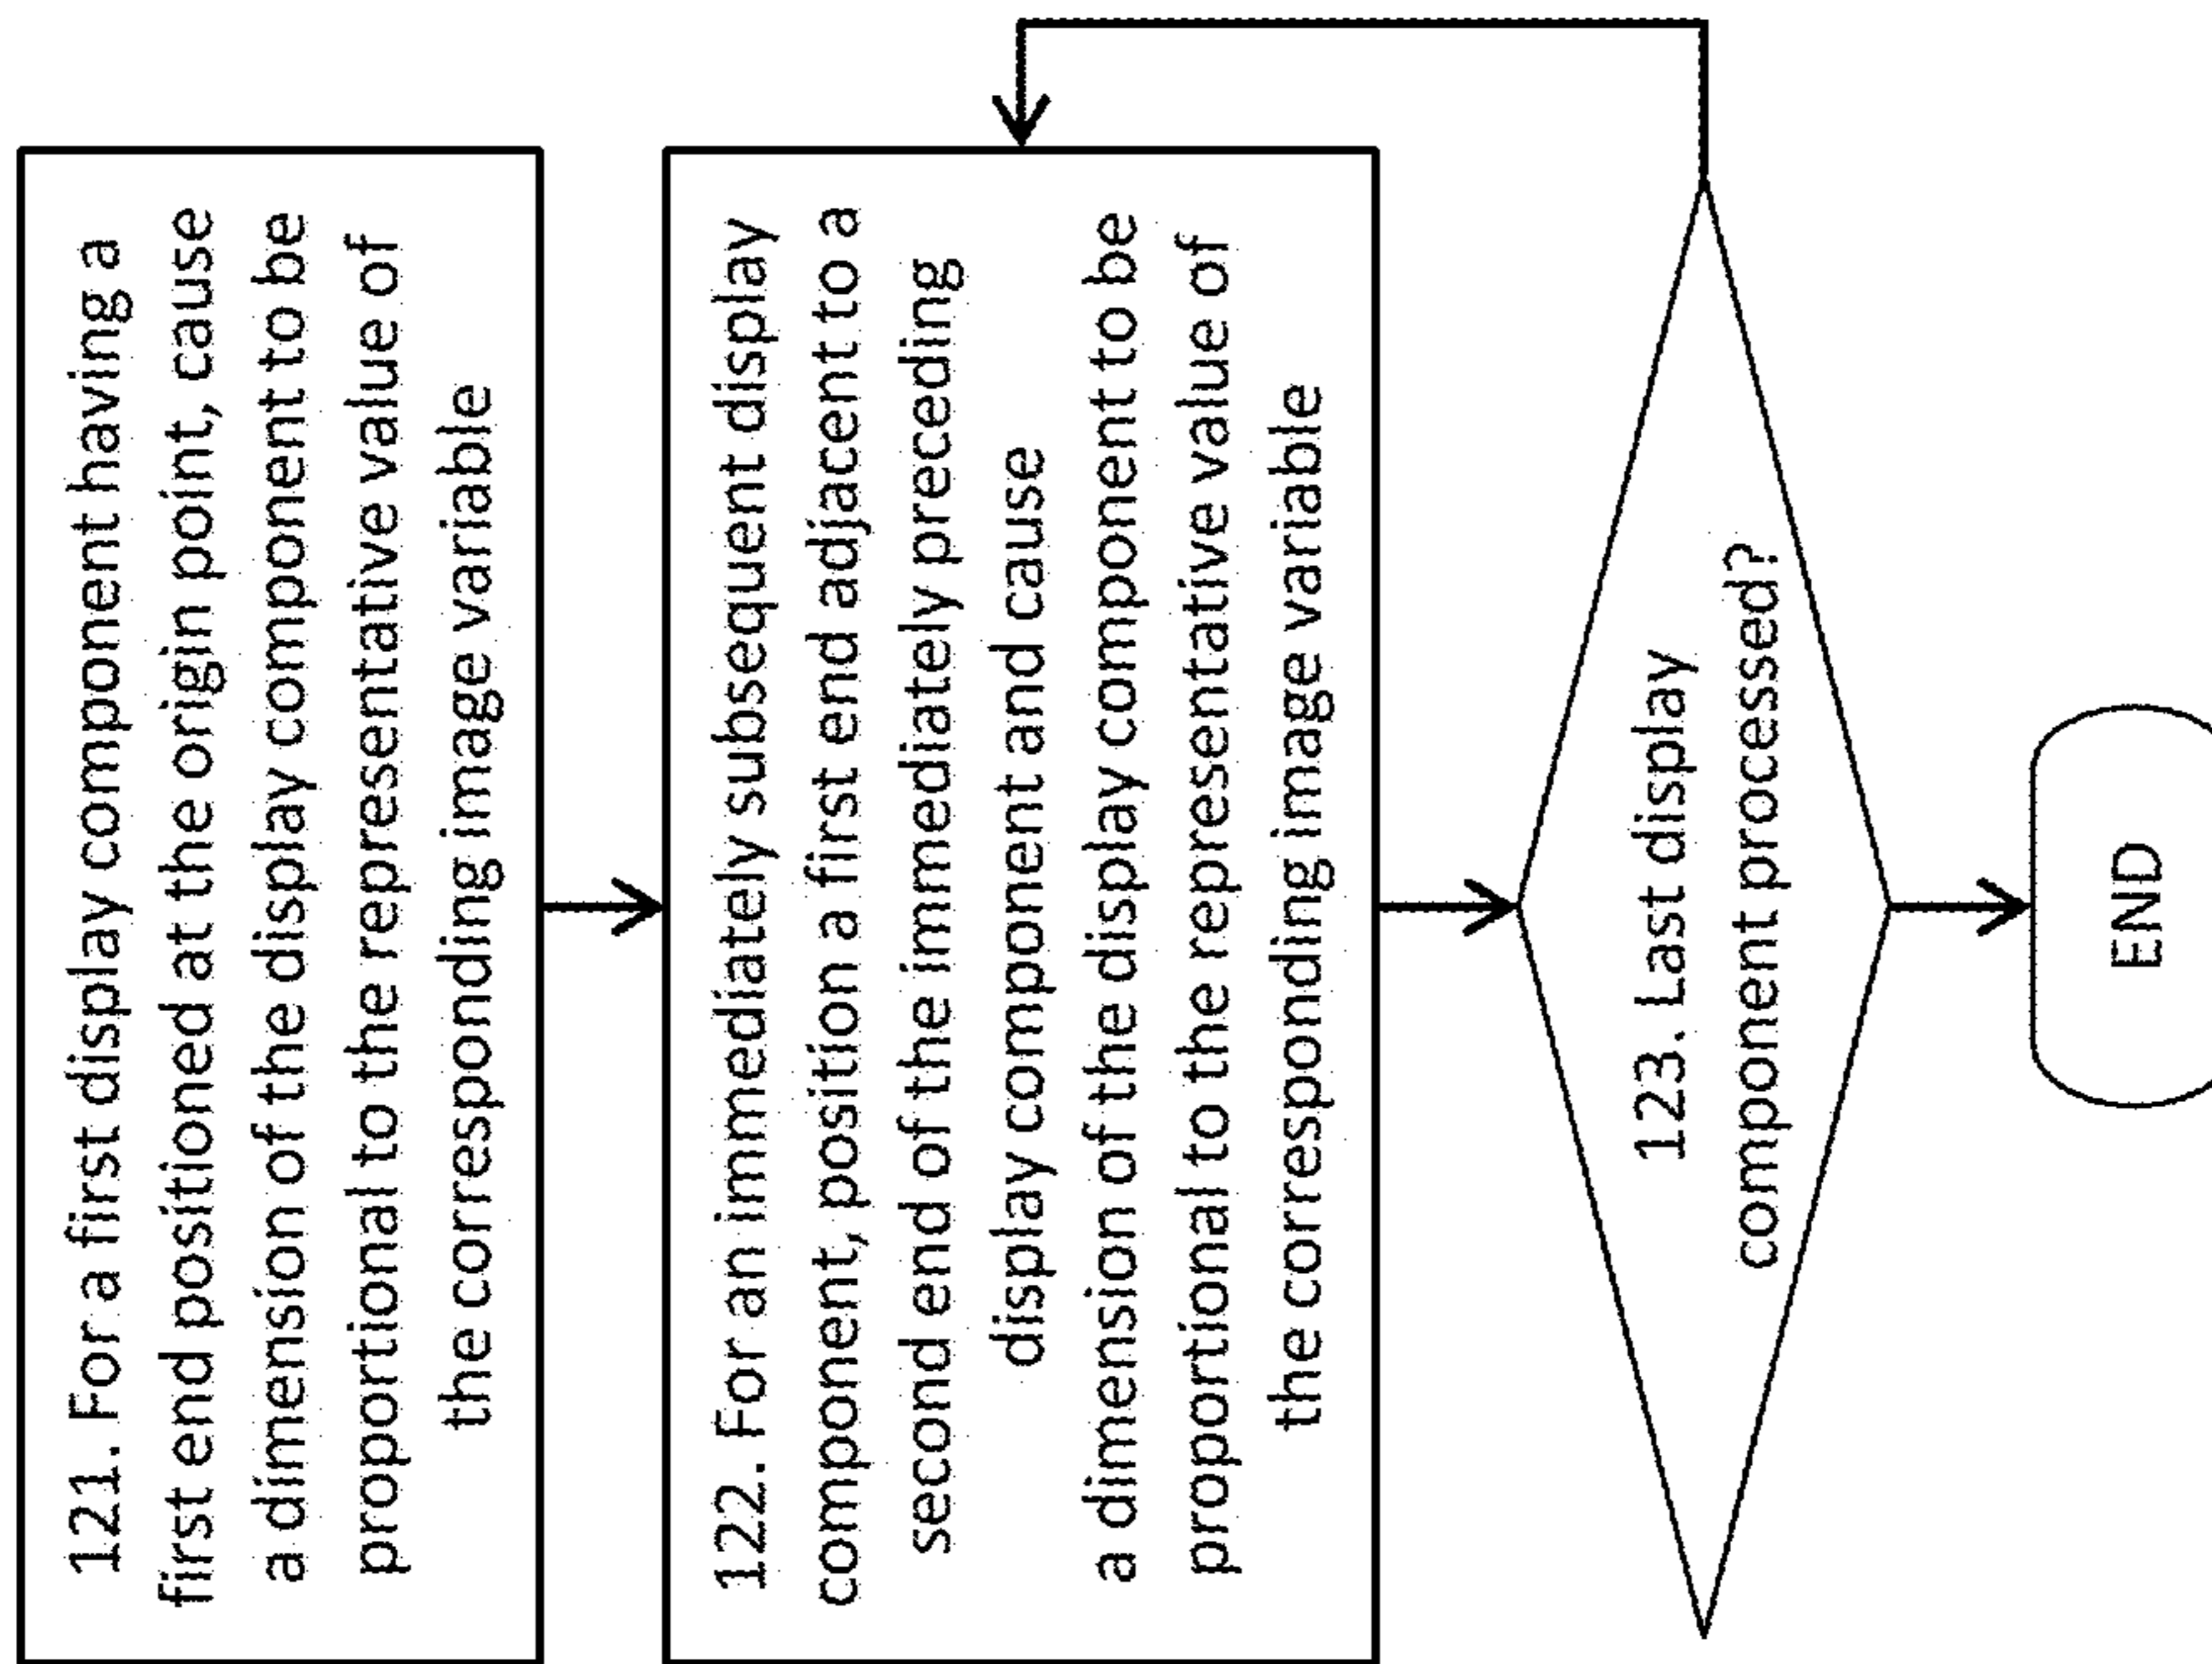 121. For a first display component having a
first end positioned at the origin point, cause
a dimension of the display component to be
proportional to the representative value of
the corresponding image variable
122. For an immediately subsequent display
component, position a first end adjacent to a
second end of the immediately preceding
display component and cause
a dimension of the display component to be
proportional to the representative value of
the corresponding image variable
123. Last display
component processed?
END